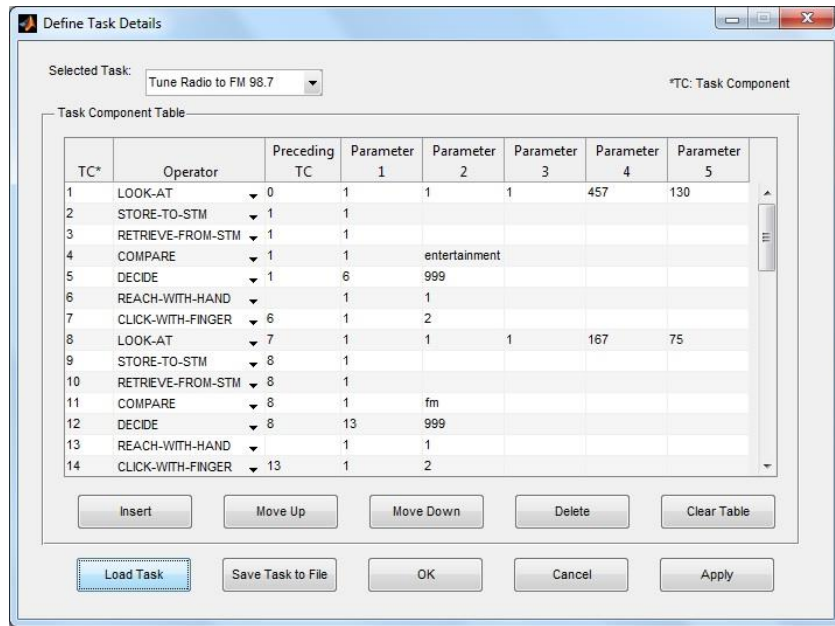 Define Task Details
Selected Task: Tune Radio to FM 98.7 *TC: Task Component
Task Component Table
TC* Operator Preceding TC Parameter 1 Parameter 2 Parameter 3 Parameter 4 Parameter 5
1 LOOK-AT 0 1 1 1 457 130
2 STORE-TO-STM 1 1
3 RETRIEVE-FROM-STM 1 1
4 COMPARE 1 1 entertainment
5 DECIDE 1 6 999
6 REACH-WITH-HAND 1 1
7 CLICK-WITH-FINGER 6 1 2
8 LOOK-AT 7 1 1 1 167 75
9 STORE-TO-STM 8 1
10 RETRIEVE-FROM-STM 8 1
11 COMPARE 8 1 fm
12 DECIDE 8 13 999
13 REACH-WITH-HAND 1 1
14 CLICK-WITH-FINGER 13 1 2
Insert Move Up Move Down Delete Clear Table
Load Task Save Task to File OK Cancel Apply